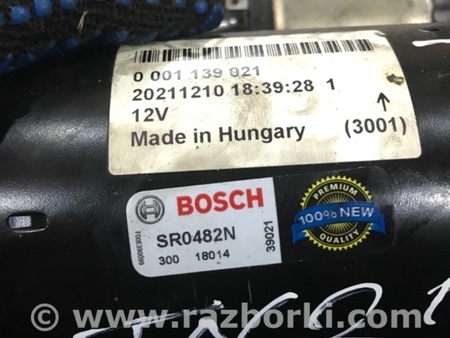 0 001 139 021
20211210 18:39:28 1
12V
Made in Hungary (3001)
BOSCH
SR0482N
300 18014
39021
PREMIUM
100% NEW
QUALITY
© www.razborki.com